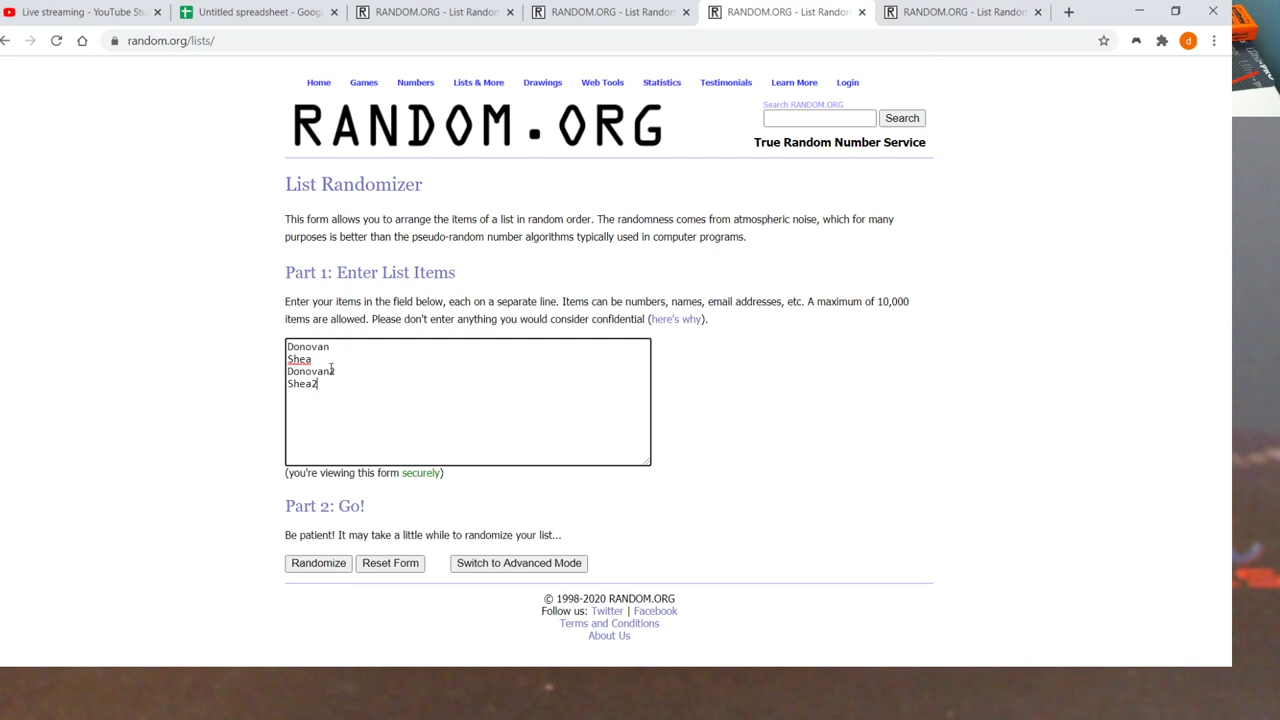 Live streaming - YouTube Stu
Untitled spreadsheet - Googl
RANDOM.ORG - List Random
RANDOM.ORG - List Random
RANDOM.ORG - List Random
RANDOM.ORG - List Random
random.org/lists/
d
Home Games Numbers Lists & More Drawings Web Tools Statistics Testimonials Learn More Login
RANDOM.ORG
Search RANDOM.ORG
Search
True Random Number Service
List Randomizer
This form allows you to arrange the items of a list in random order. The randomness comes from atmospheric noise, which for many
purposes is better than the pseudo-random number algorithms typically used in computer programs.
Part 1: Enter List Items
Enter your items in the field below, each on a separate line. Items can be numbers, names, email addresses, etc. A maximum of 10,000
items are allowed. Please don't enter anything you would consider confidential (here's why).
Donovan
Shea
Donovan2
Shea2
(you're viewing this form securely)
Part 2: Go!
Be patient! It may take a little while to randomize your list...
Randomize Reset Form Switch to Advanced Mode
© 1998-2020 RANDOM.ORG
Follow us: Twitter | Facebook
Terms and Conditions
About Us